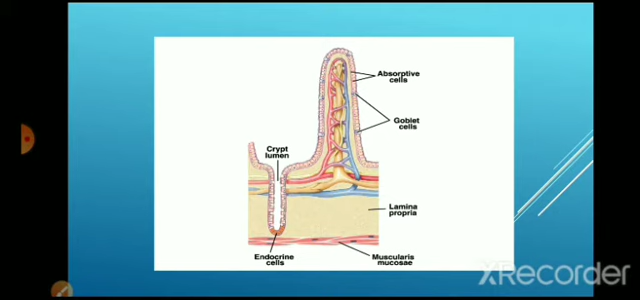 Absorptive
cells
Goblet
cells
Crypt
lumen
Lamina
propria
Endocrine
cells
Muscularis
mucosae
XRecorder